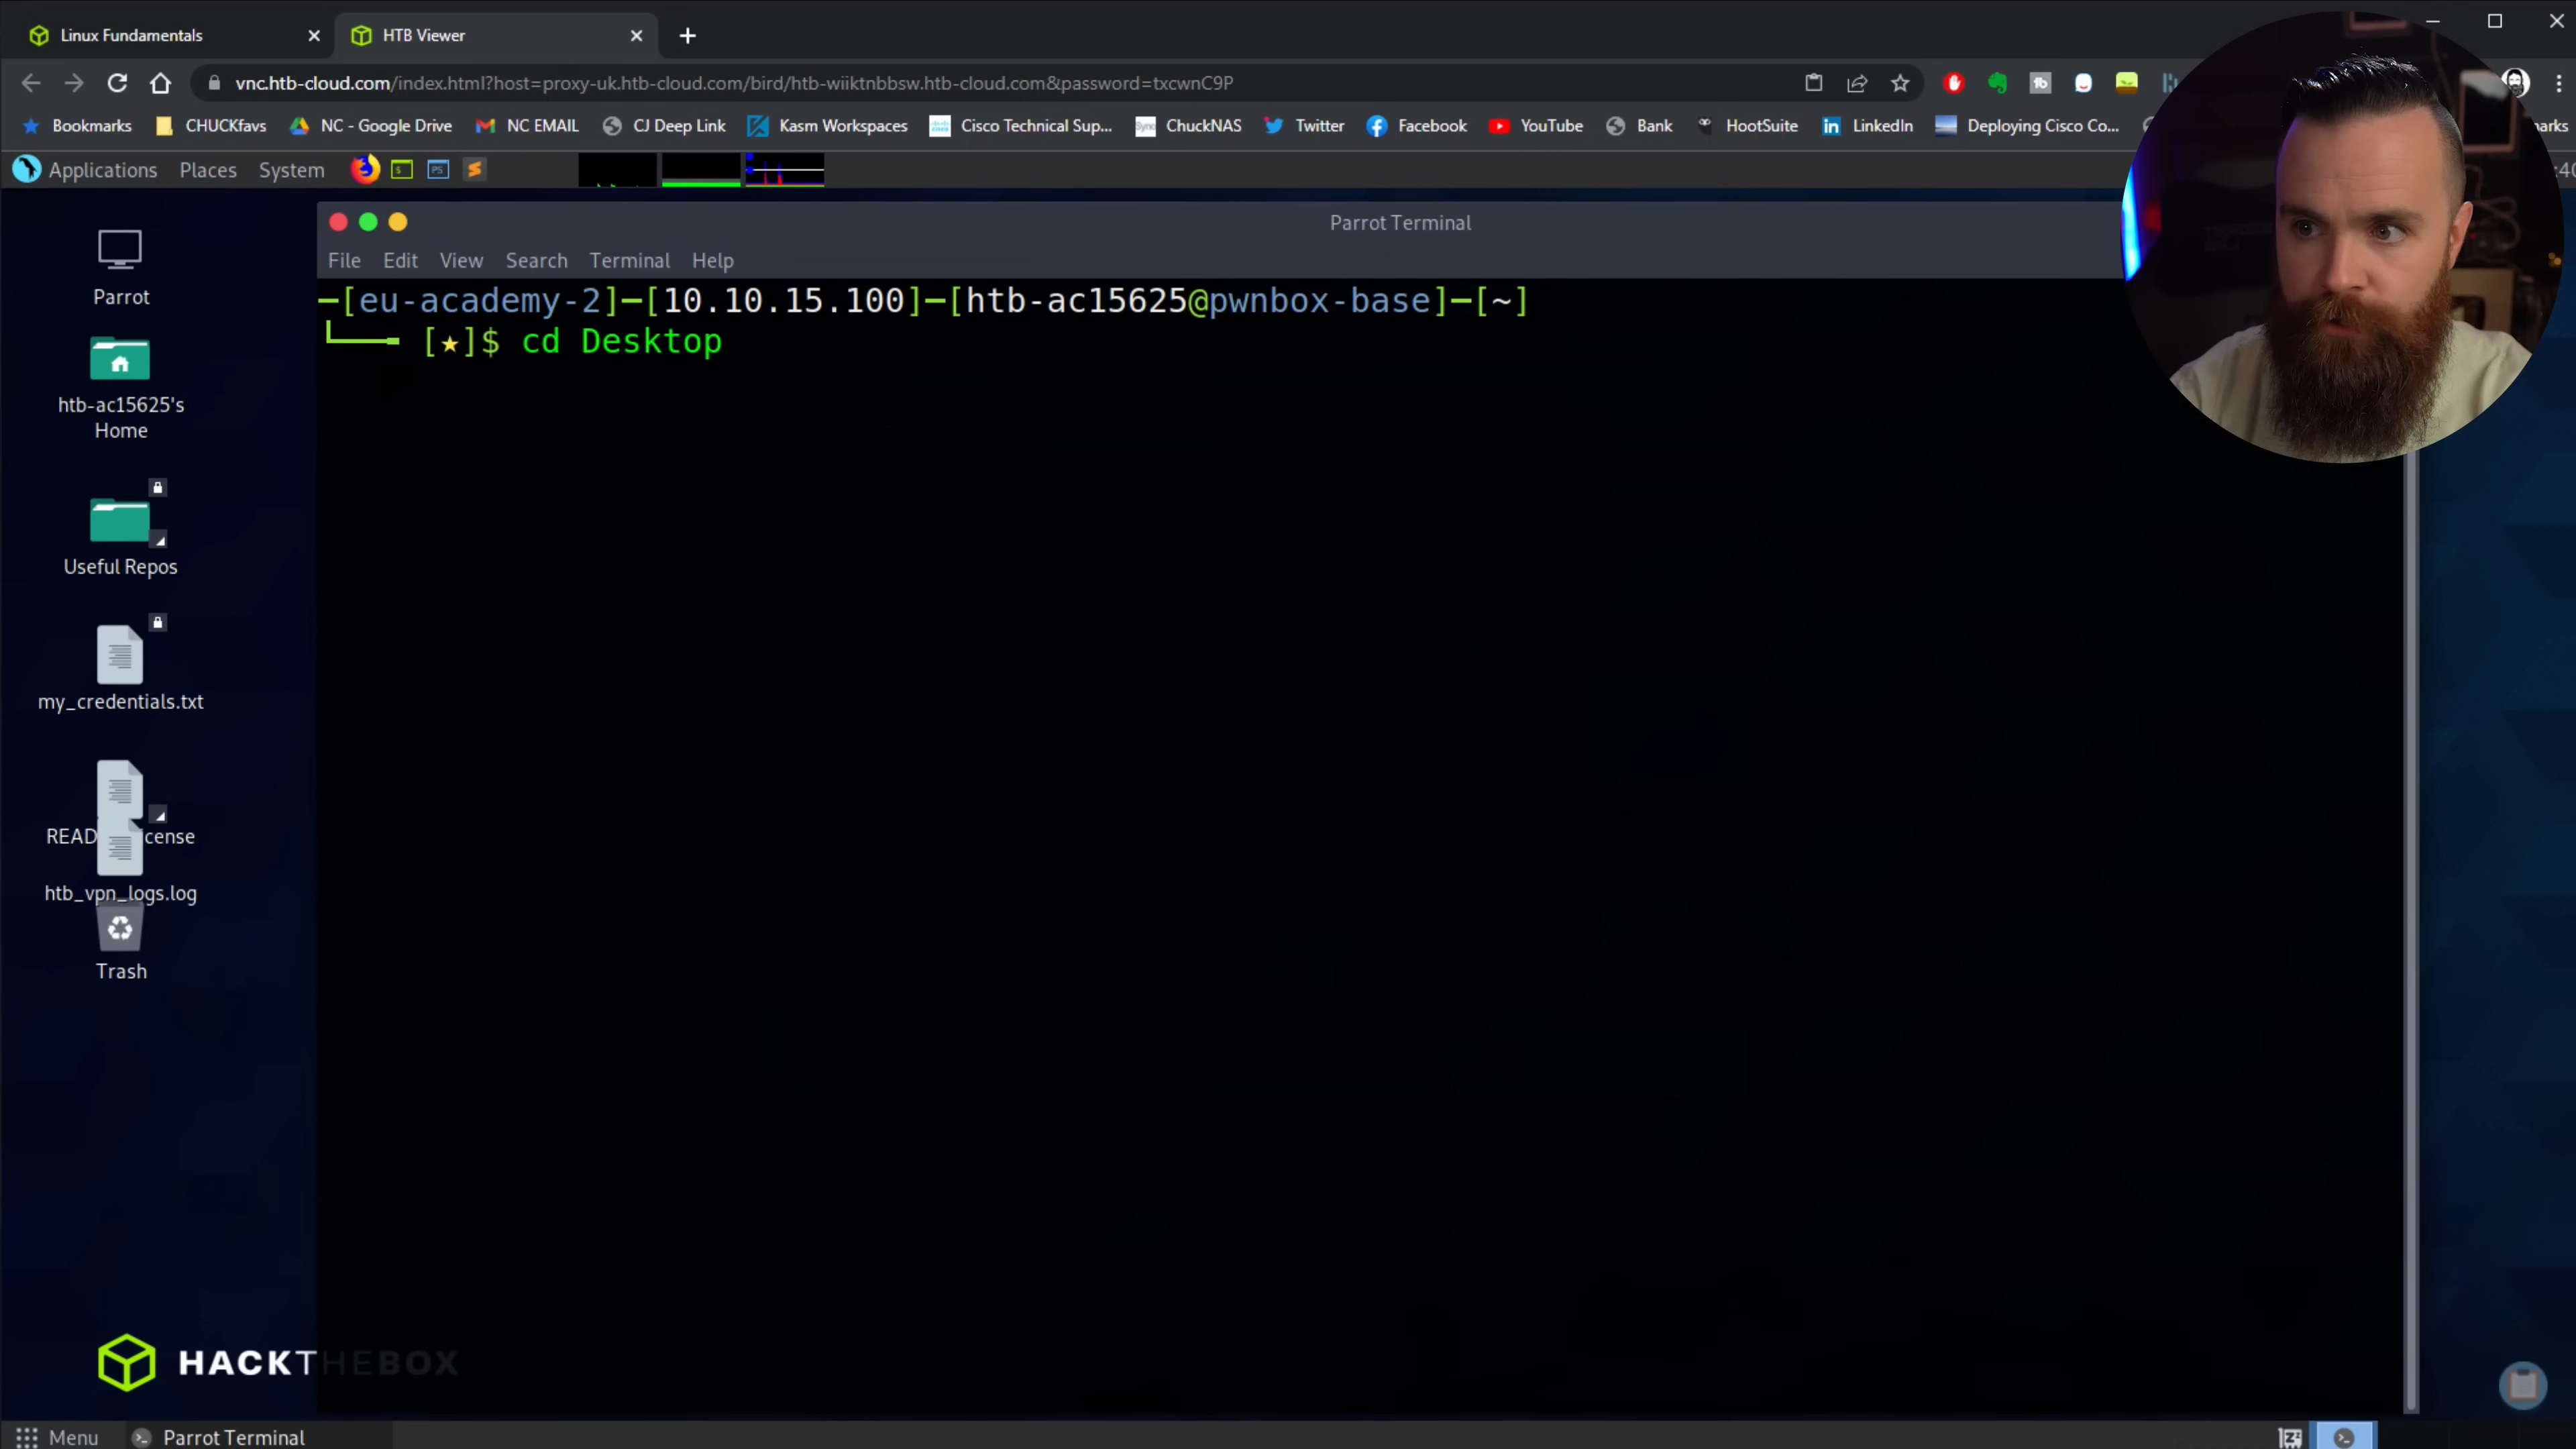 Linux Fundamentals
HTB Viewer
vnc.htb-cloud.com/index.html?host=proxy-uk.htb-cloud.com/bird/htb-wiiktnbbsw.htb-cloud.com&password=txcwnC9P
Bookmarks CHUCKfavs NC - Google Drive NC EMAIL CJ Deep Link Kasm Workspaces Cisco Technical Sup... ChuckNAS Twitter Facebook YouTube Bank HootSuite LinkedIn Deploying Cisco Co... arks
Applications Places System :40
Parrot Terminal
File Edit View Search Terminal Help
─[eu-academy-2]─[10.10.15.100]─[htb-ac15625@pwnbox-base]─[~]
└──╼ [★]$ cd Desktop
Parrot
htb-ac15625's
Home
Useful Repos
my_credentials.txt
READ cense
htb_vpn_logs.log
Trash
HACKTHEBOX
Menu Parrot Terminal